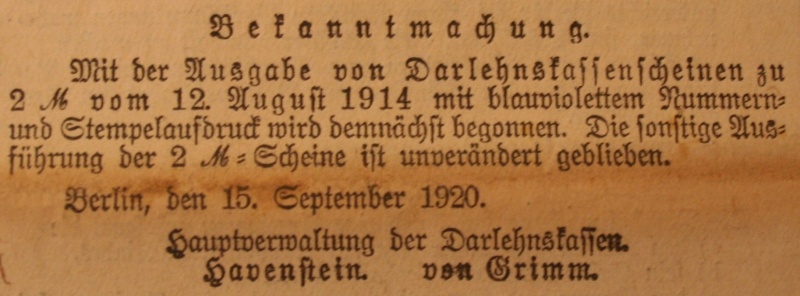 Bekanntmachung.
Mit der Ausgabe von Darlehnskassenscheinen zu
2 ℳ vom 12. August 1914 mit blauviolettem Nummern-
und Stempelaufdruck wird demnächst begonnen. Die sonstige Aus-
führung der 2 ℳ-Scheine ist unverändert geblieben.
Berlin, den 15. September 1920.
Hauptverwaltung der Darlehnskassen.
Havenstein. von Grimm.